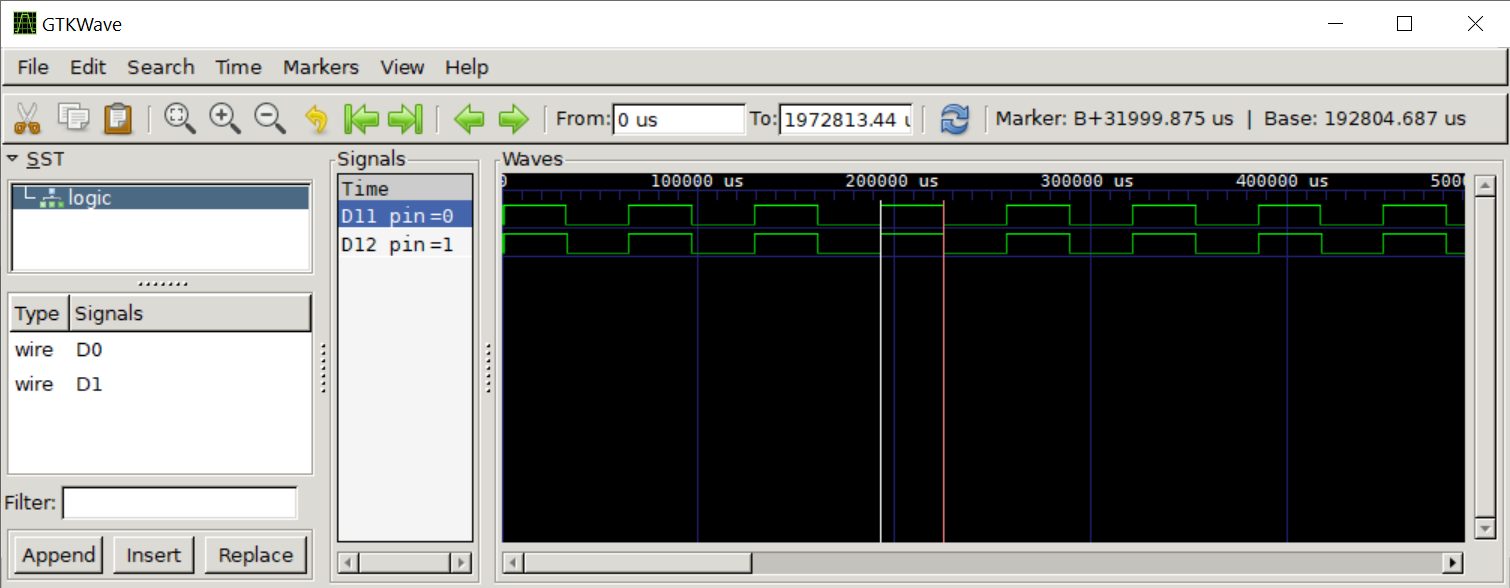 GTKWave
File Edit Search Time Markers View Help
From: 0 us To: 1972813.44 u Marker: B+31999.875 us | Base: 192804.687 us
SST
logic
Type Signals
wire D0
wire D1
Filter:
Append Insert Replace
Signals
Time
D11 pin=0
D12 pin=1
Waves
0 100000 us 200000 us 300000 us 400000 us 500